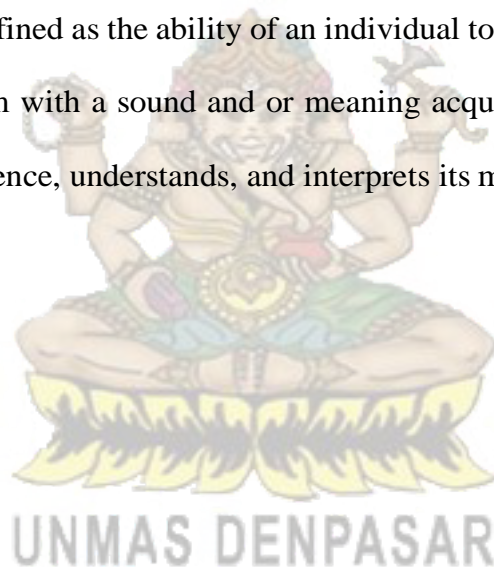 fined as the ability of an individual to
with a sound and or meaning acqu
ence, understands, and interprets its m
UNMAS DENPASAR